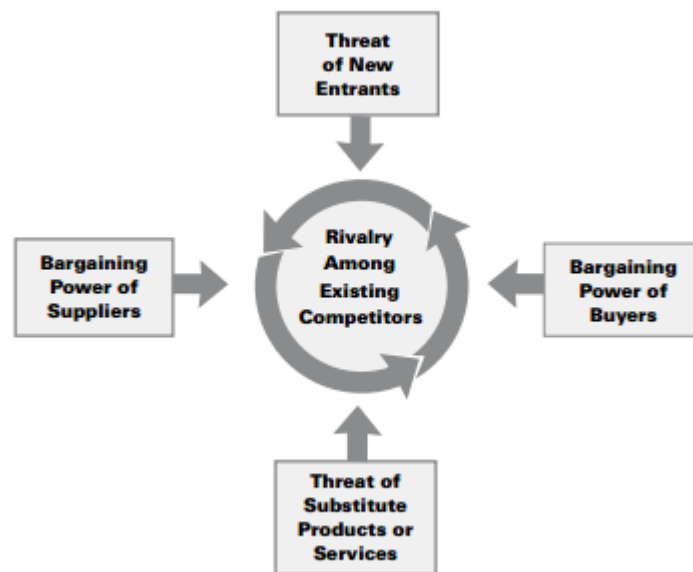 Threat
of New
Entrants
Rivalry
Among
Existing
Competitors
Bargaining
Power of
Suppliers
Bargaining
Power of
Buyers
Threat of
Substitute
Products or
Services